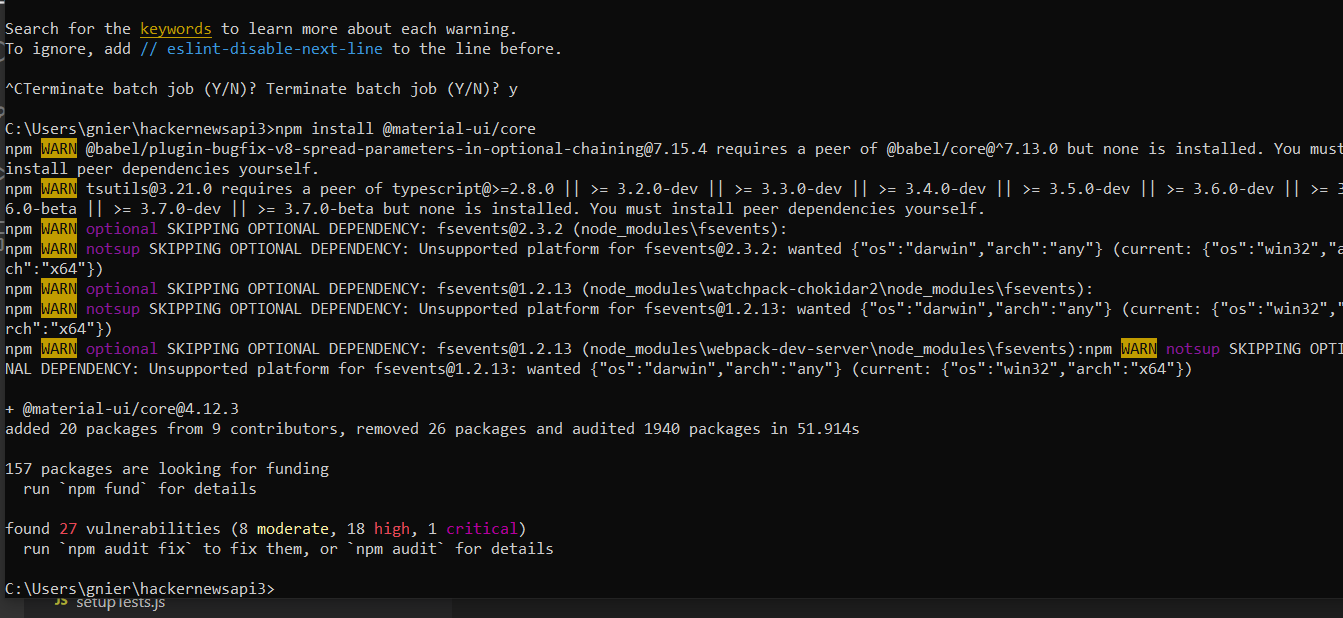 Search for the keywords to learn more about each warning.
To ignore, add // eslint-disable-next-line to the line before.
^CTerminate batch job (Y/N)? Terminate batch job (Y/N)? y
C:\Users\gnier\hackernewsapi3>npm install @material-ui/core
npm WARN @babel/plugin-bugfix-v8-spread-parameters-in-optional-chaining@7.15.4 requires a peer of @babel/core@^7.13.0 but none is installed. You must
install peer dependencies yourself.
npm WARN tsutils@3.21.0 requires a peer of typescript@>=2.8.0 || >= 3.2.0-dev || >= 3.3.0-dev || >= 3.4.0-dev || >= 3.5.0-dev || >= 3.6.0-dev || >= 3
6.0-beta || >= 3.7.0-dev || >= 3.7.0-beta but none is installed. You must install peer dependencies yourself.
npm WARN optional SKIPPING OPTIONAL DEPENDENCY: fsevents@2.3.2 (node_modules\fsevents):
npm WARN notsup SKIPPING OPTIONAL DEPENDENCY: Unsupported platform for fsevents@2.3.2: wanted {"os":"darwin","arch":"any"} (current: {"os":"win32","a
ch":"x64"})
npm WARN optional SKIPPING OPTIONAL DEPENDENCY: fsevents@1.2.13 (node_modules\watchpack-chokidar2\node_modules\fsevents):
npm WARN notsup SKIPPING OPTIONAL DEPENDENCY: Unsupported platform for fsevents@1.2.13: wanted {"os":"darwin","arch":"any"} (current: {"os":"win32","
rch":"x64"})
npm WARN optional SKIPPING OPTIONAL DEPENDENCY: fsevents@1.2.13 (node_modules\webpack-dev-server\node_modules\fsevents):npm WARN notsup SKIPPING OPTI
NAL DEPENDENCY: Unsupported platform for fsevents@1.2.13: wanted {"os":"darwin","arch":"any"} (current: {"os":"win32","arch":"x64"})
+ @material-ui/core@4.12.3
added 20 packages from 9 contributors, removed 26 packages and audited 1940 packages in 51.914s
157 packages are looking for funding
run `npm fund` for details
found 27 vulnerabilities (8 moderate, 18 high, 1 critical)
run `npm audit fix` to fix them, or `npm audit` for details
C:\Users\gnier\hackernewsapi3>
JS setupTests.js